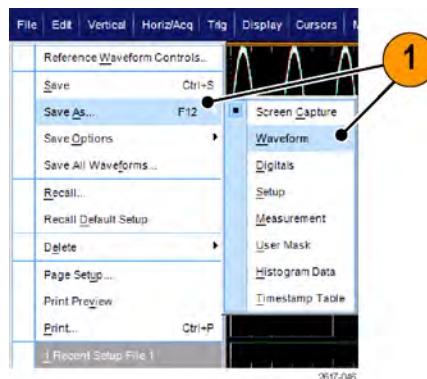 File Edit Vertical Horiz/Acq Trig Display Cursors
Reference Waveform Controls..
Save Ctrl+S
Save As... F12
Save Options
Save All Waveforms...
Recall...
Recall Default Setup
Delete
Page Setup...
Print Preview
Print... Ctrl+P
1 Recent Setup File 1
Screen Capture
Waveform
Digitals
Setup
Measurement
User Mask
Histogram Data
Timestamp Table
1
2617-046